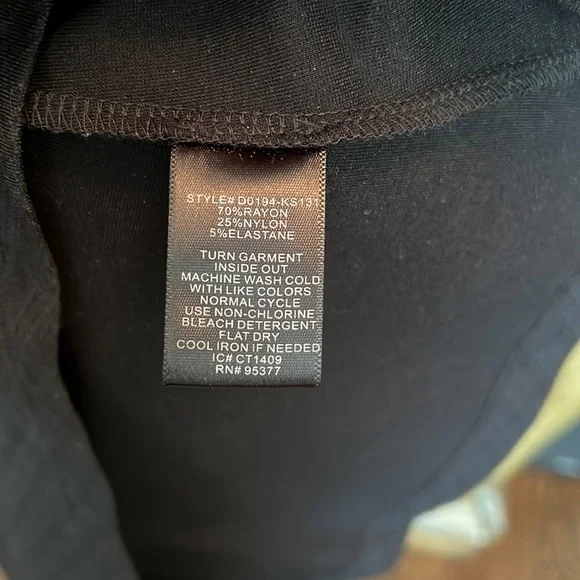 STYLE# D0194-KS131
70%RAYON
25%NYLON
5%ELASTANE
TURN GARMENT
INSIDE OUT
MACHINE WASH COLD
WITH LIKE COLORS
NORMAL CYCLE
USE NON-CHLORINE
BLEACH DETERGENT
FLAT DRY
COOL IRON IF NEEDED
IC# CT1409
RN# 95377